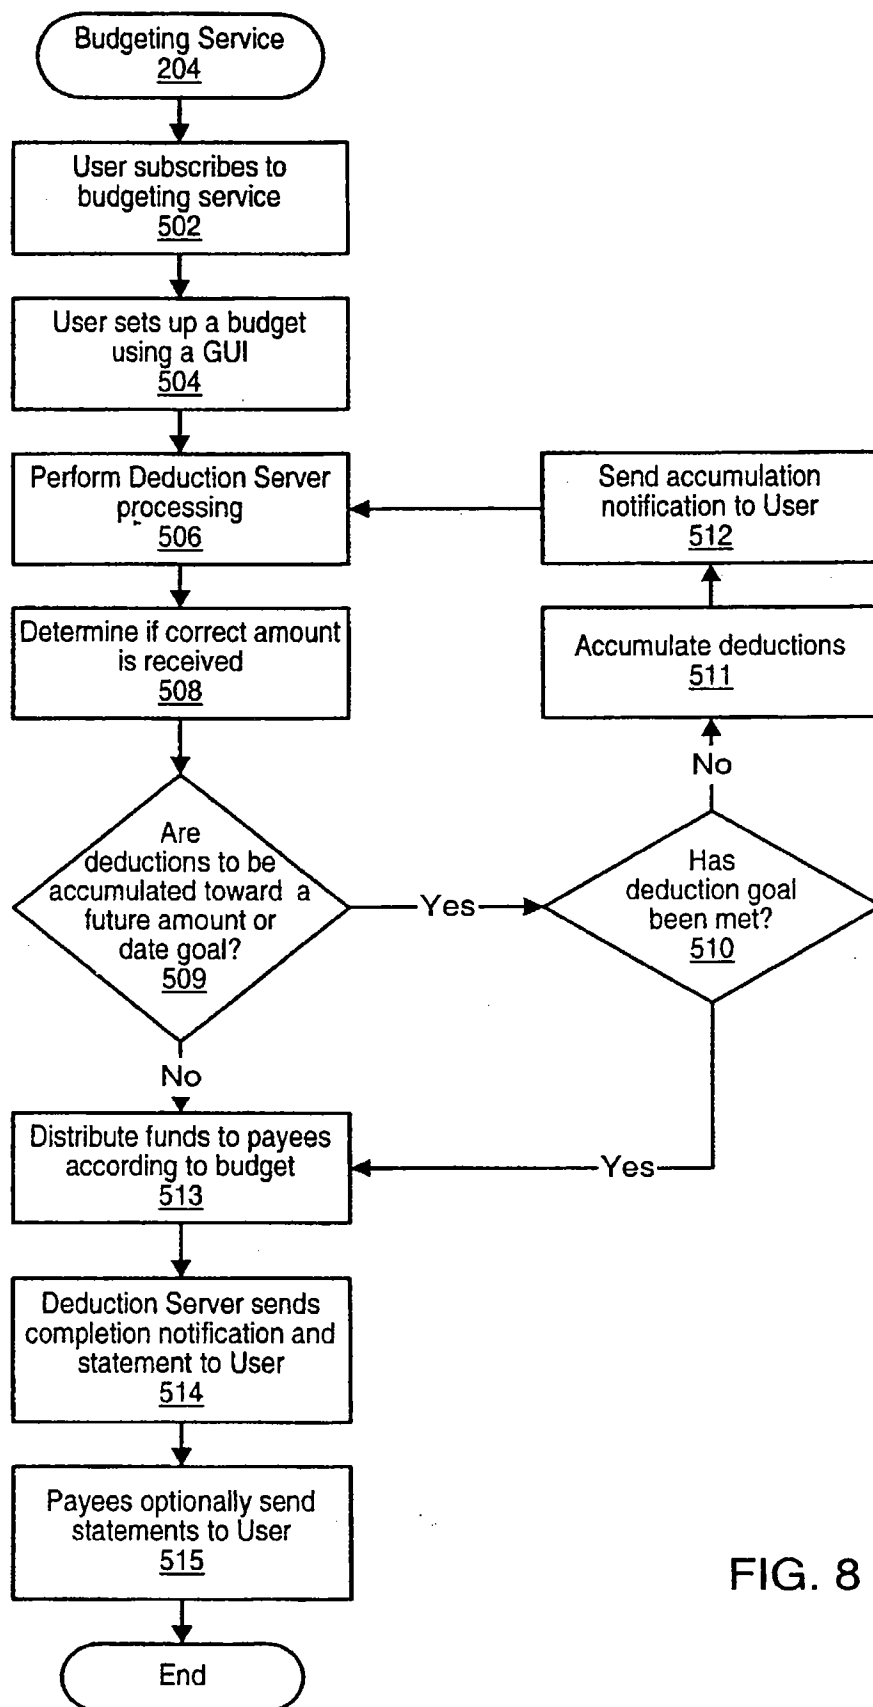 Budgeting Service
204
User subscribes to
budgeting service
502
User sets up a budget
using a GUI
504
Perform Deduction Server
processing
506
Send accumulation
notification to User
512
Determine if correct amount
is received
508
Accumulate deductions
511
No
Are
deductions to be
accumulated toward a
future amount or
date goal?
509
Yes
Has
deduction goal
been met?
510
No
Distribute funds to payees
according to budget
513
Yes
Deduction Server sends
completion notification and
statement to User
514
Payees optionally send
statements to User
515
End
FIG. 8